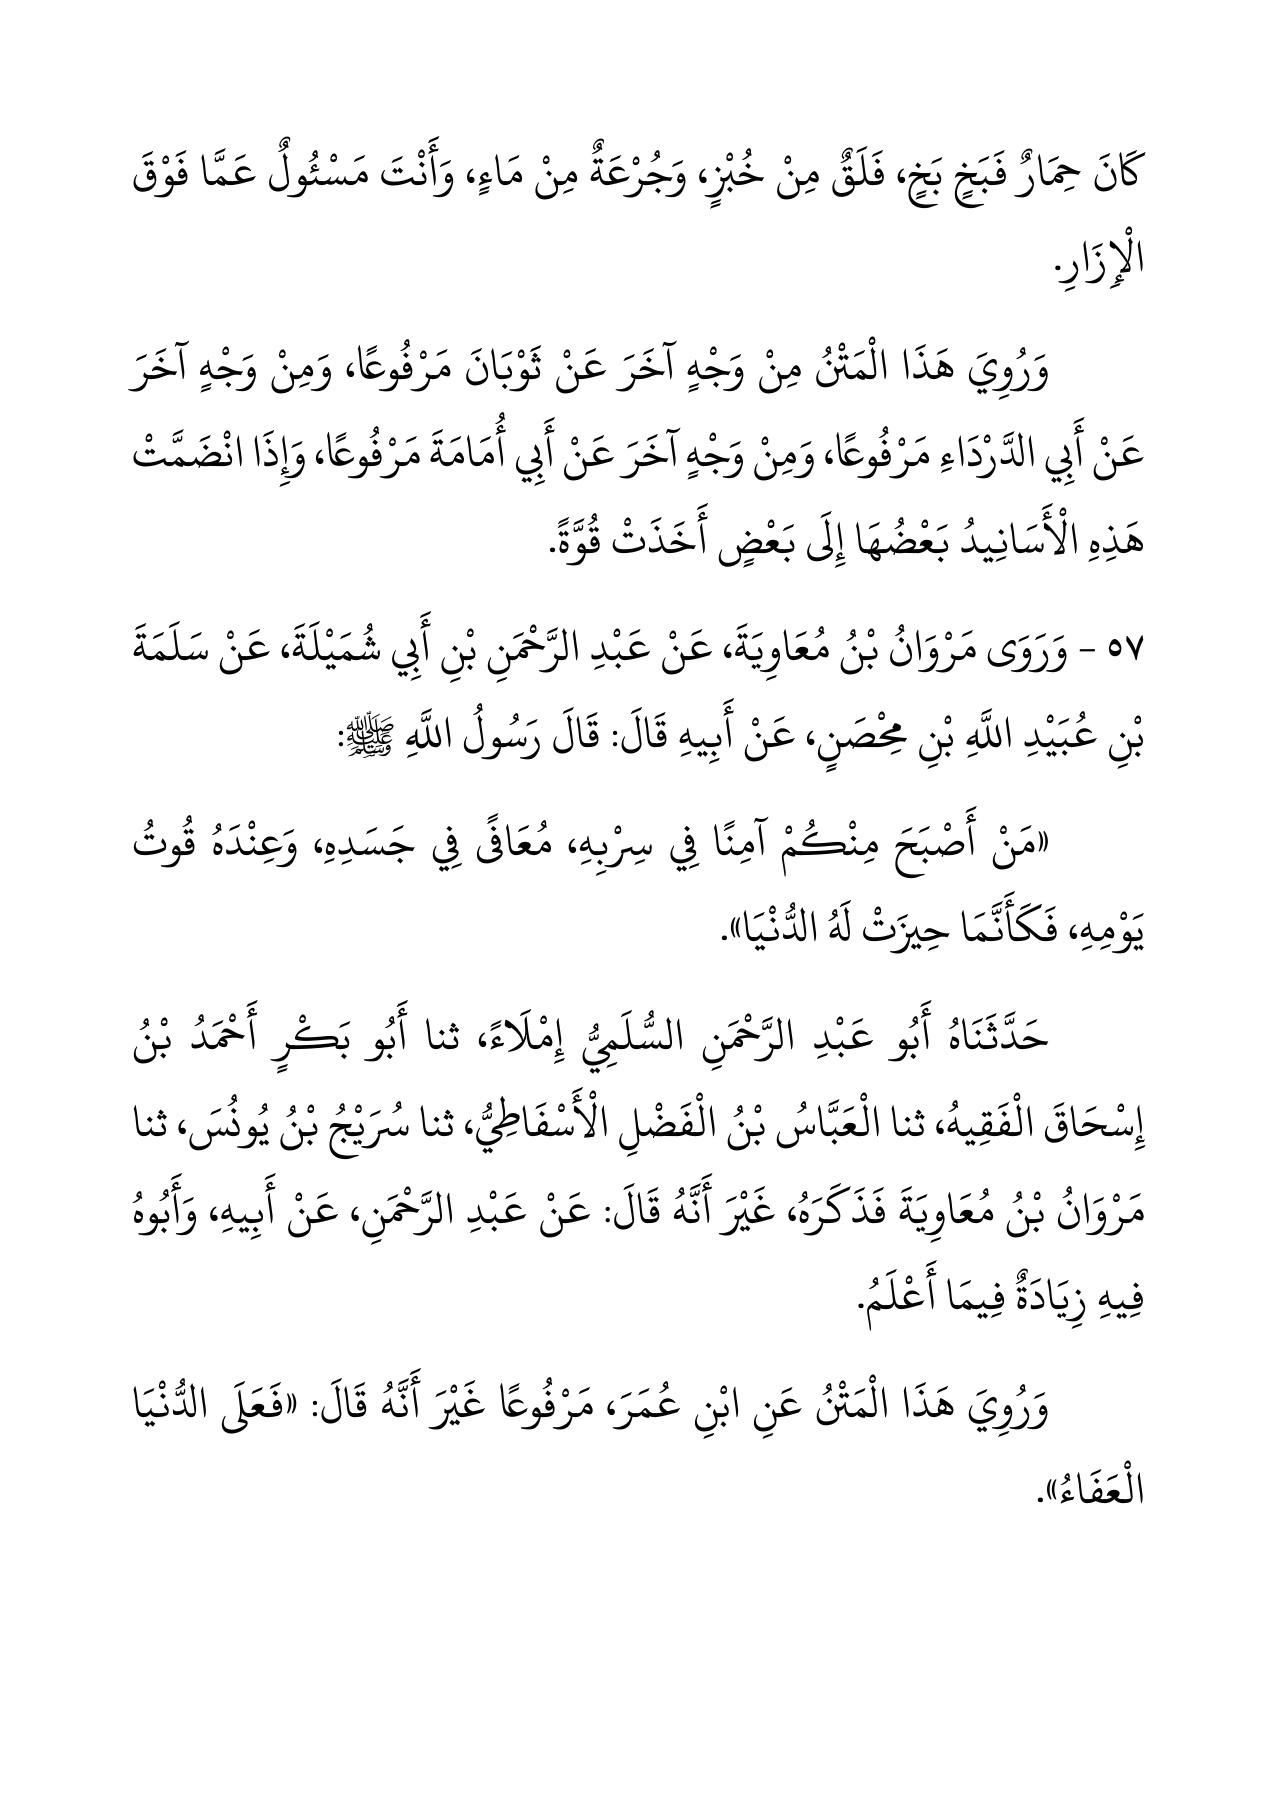 كَانَ حِمَارٌ فَبَخٍ بَخٍ، فَلَقٌ مِنْ خُبْزٍ، وَجُرْعَةٌ مِنْ مَاءٍ، وَأَنْتَ مَسْئُولٌ عَمَّا فَوْقَ
الْإِزَارِ.
وَرُوِيَ هَذَا الْمَتْنُ مِنْ وَجْهٍ آخَرَ عَنْ ثَوْبَانَ مَرْفُوعًا، وَمِنْ وَجْهٍ آخَرَ
عَنْ أَبِي الدَّرْدَاءِ مَرْفُوعًا، وَمِنْ وَجْهٍ آخَرَ عَنْ أَبِي أُمَامَةَ مَرْفُوعًا، وَإِذَا انْضَمَّتْ
هَذِهِ الْأَسَانِيدُ بَعْضُهَا إِلَى بَعْضٍ أَخَذَتْ قُوَّةً.
٥٧ - وَرَوَى مَرْوَانُ بْنُ مُعَاوِيَةَ، عَنْ عَبْدِ الرَّحْمَنِ بْنِ أَبِي شُمَيْلَةَ، عَنْ سَلَمَةَ
بْنِ عُبَيْدِ اللَّهِ بْنِ مِحْصَنٍ، عَنْ أَبِيهِ قَالَ: قَالَ رَسُولُ اللَّهِ ﷺ:
«مَنْ أَصْبَحَ مِنْكُمْ آمِنًا فِي سِرْبِهِ، مُعَافًى فِي جَسَدِهِ، وَعِنْدَهُ قُوتُ
يَوْمِهِ، فَكَأَنَّمَا حِيزَتْ لَهُ الدُّنْيَا».
حَدَّثَنَاهُ أَبُو عَبْدِ الرَّحْمَنِ السُّلَمِيُّ إِمْلَاءً، ثنا أَبُو بَكْرٍ أَحْمَدُ بْنُ
إِسْحَاقَ الْفَقِيهُ، ثنا الْعَبَّاسُ بْنُ الْفَضْلِ الْأَسْفَاطِيُّ، ثنا سُرَيْجُ بْنُ يُونُسَ، ثنا
مَرْوَانُ بْنُ مُعَاوِيَةَ فَذَكَرَهُ، غَيْرَ أَنَّهُ قَالَ: عَنْ عَبْدِ الرَّحْمَنِ، عَنْ أَبِيهِ، وَأَبُوهُ
فِيهِ زِيَادَةٌ فِيمَا أَعْلَمُ.
وَرُوِيَ هَذَا الْمَتْنُ عَنِ ابْنِ عُمَرَ، مَرْفُوعًا غَيْرَ أَنَّهُ قَالَ: «فَعَلَى الدُّنْيَا
الْعَفَاءُ».